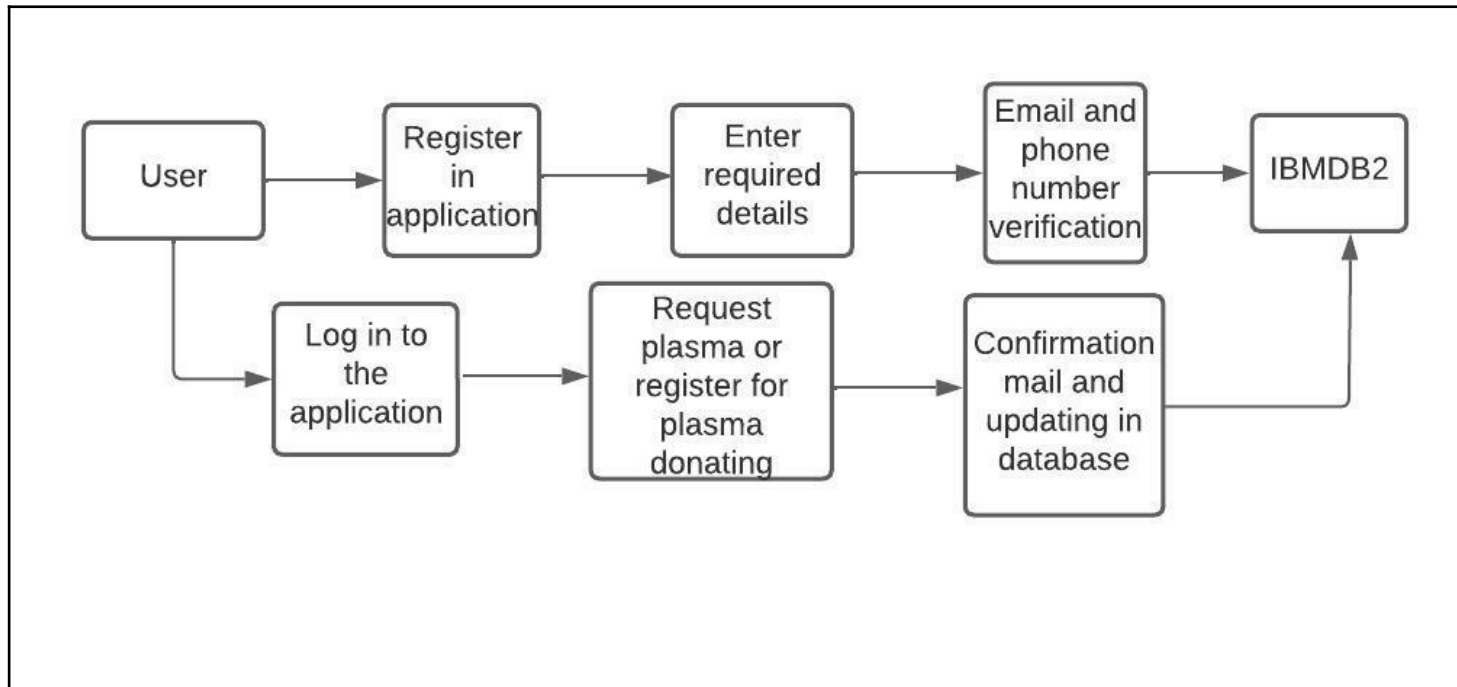 User
Register
in
application
Enter
required
details
Email and
phone
number
verification
IBMDB2
Log in to
the
application
Request
plasma or
register for
plasma
donating
Confirmation
mail and
updating in
database